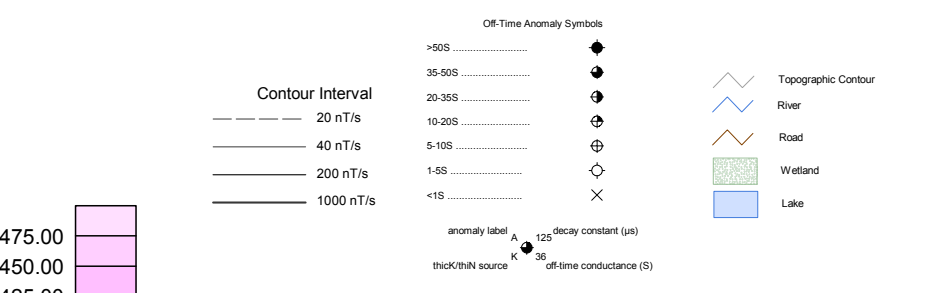 Off-Time Anomaly Symbols
>50S ..........................
35-50S ........................
20-35S ........................
10-20S ........................
5-10S .........................
1-5S .........................
<1S ..........................
anomaly label A 125 decay constant (µs)
thicK/thiN source K 36 off-time conductance (S)
Contour Interval
20 nT/s
40 nT/s
200 nT/s
1000 nT/s
Topographic Contour
River
Road
Wetland
Lake
475.00
450.00